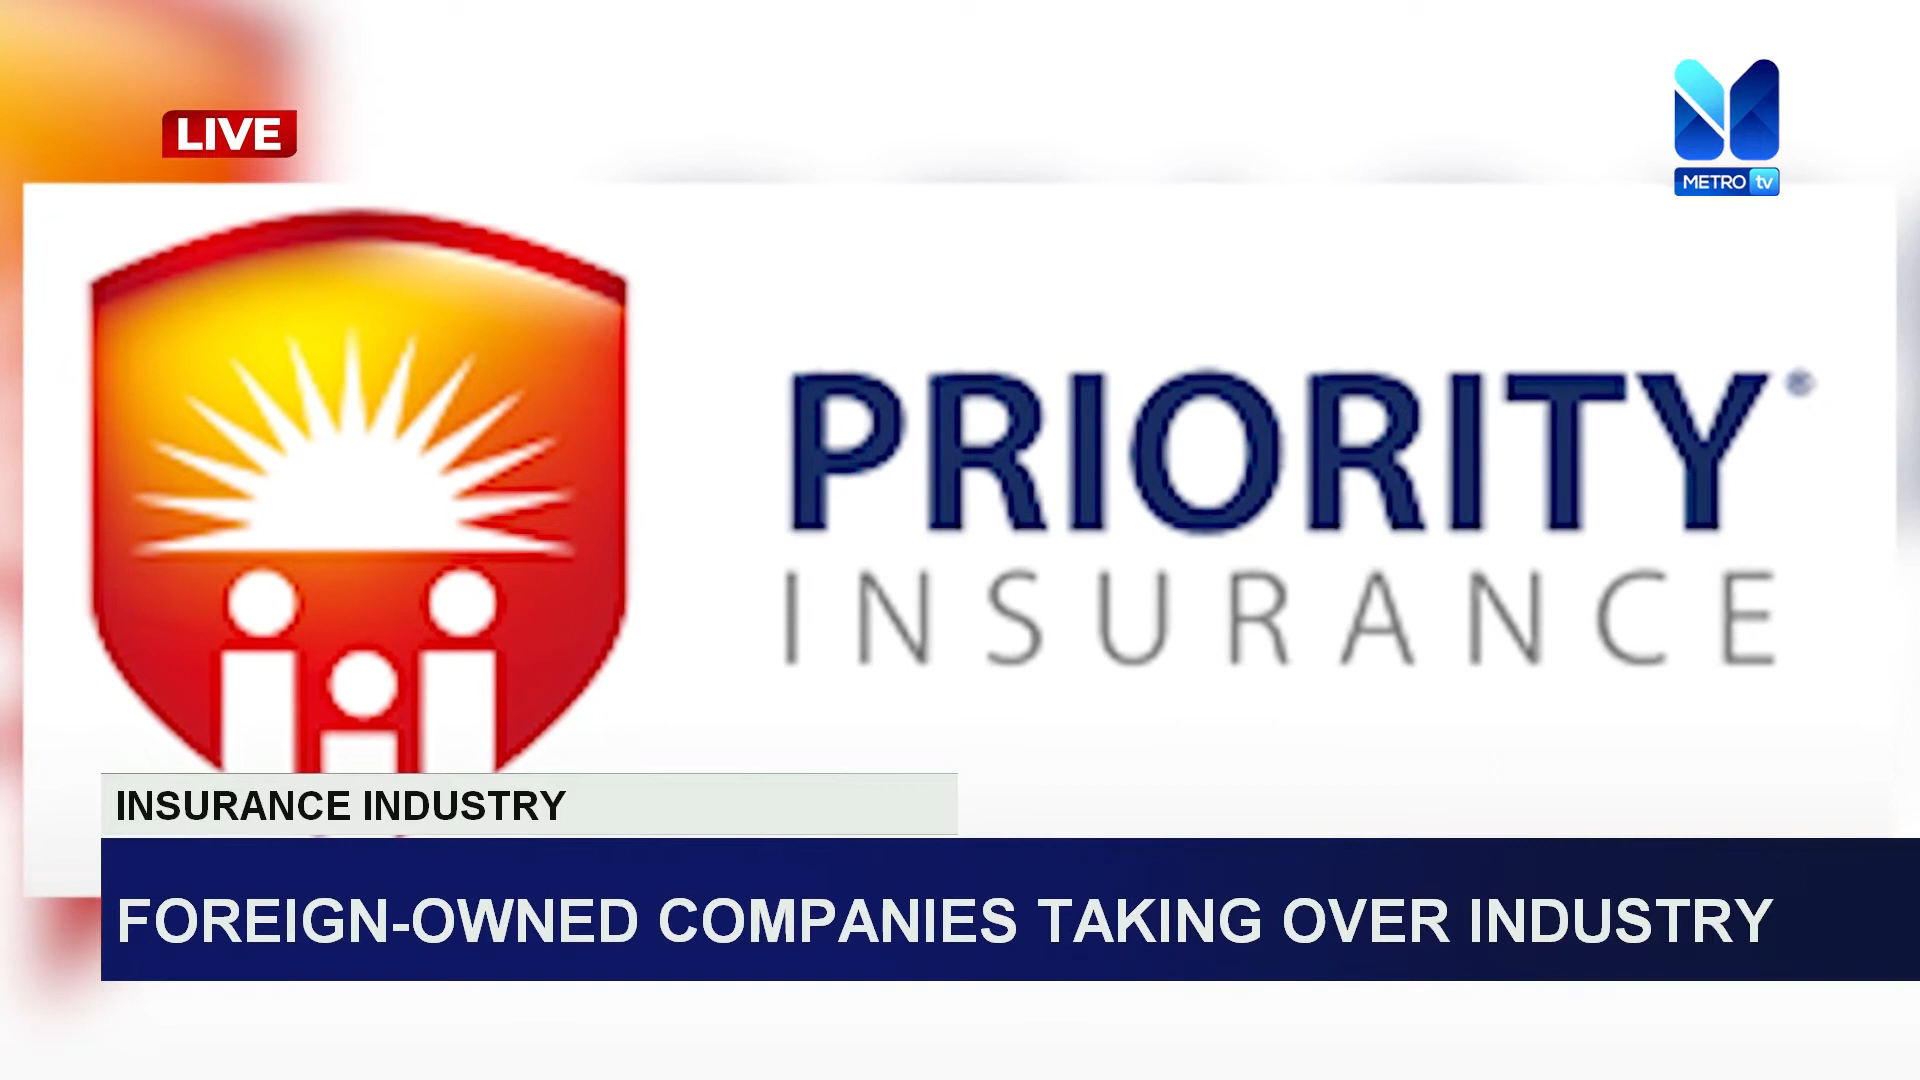 LIVE
METRO tv
PRIORITY®
INSURANCE
INSURANCE INDUSTRY
FOREIGN-OWNED COMPANIES TAKING OVER INDUSTRY